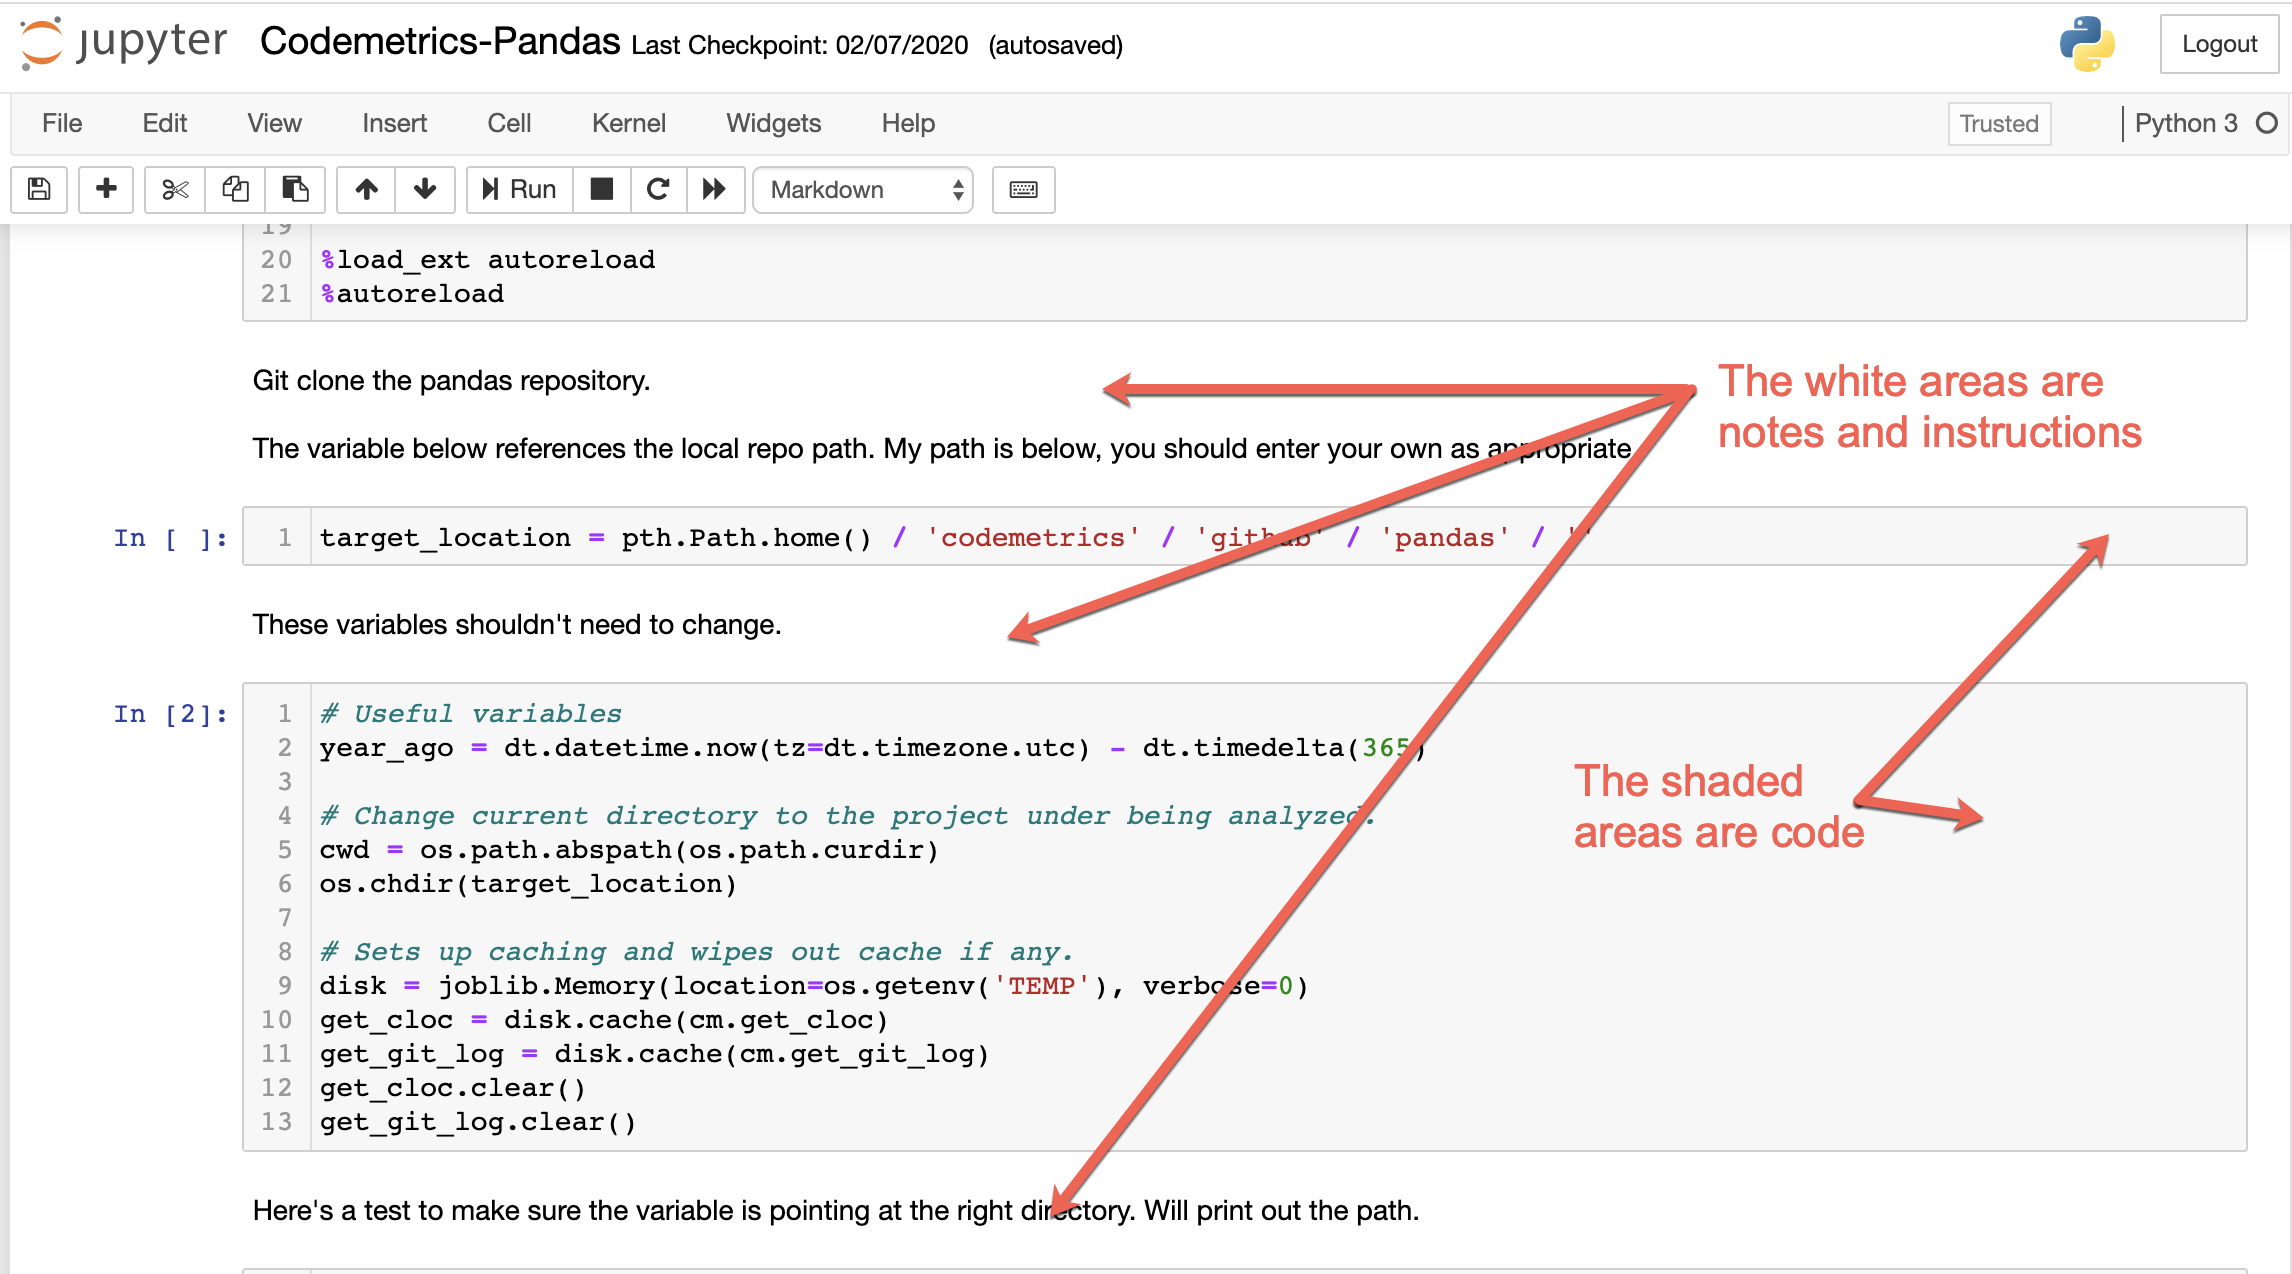 jupyter Codemetrics-Pandas Last Checkpoint: 02/07/2020 (autosaved) Logout
File Edit View Insert Cell Kernel Widgets Help Trusted Python 3
Run Markdown
19
20 %load_ext autoreload
21 %autoreload
Git clone the pandas repository.
The white areas are
notes and instructions
The variable below references the local repo path. My path is below, you should enter your own as appropriate
In [ ]: 1 target_location = pth.Path.home() / 'codemetrics' / 'github' / 'pandas' / ''
These variables shouldn't need to change.
In [2]: 1 # Useful variables
2 year_ago = dt.datetime.now(tz=dt.timezone.utc) - dt.timedelta(365)
3
The shaded
areas are code
4 # Change current directory to the project under being analyzed.
5 cwd = os.path.abspath(os.path.curdir)
6 os.chdir(target_location)
7
8 # Sets up caching and wipes out cache if any.
9 disk = joblib.Memory(location=os.getenv('TEMP'), verbose=0)
10 get_cloc = disk.cache(cm.get_cloc)
11 get_git_log = disk.cache(cm.get_git_log)
12 get_cloc.clear()
13 get_git_log.clear()
Here's a test to make sure the variable is pointing at the right directory. Will print out the path.